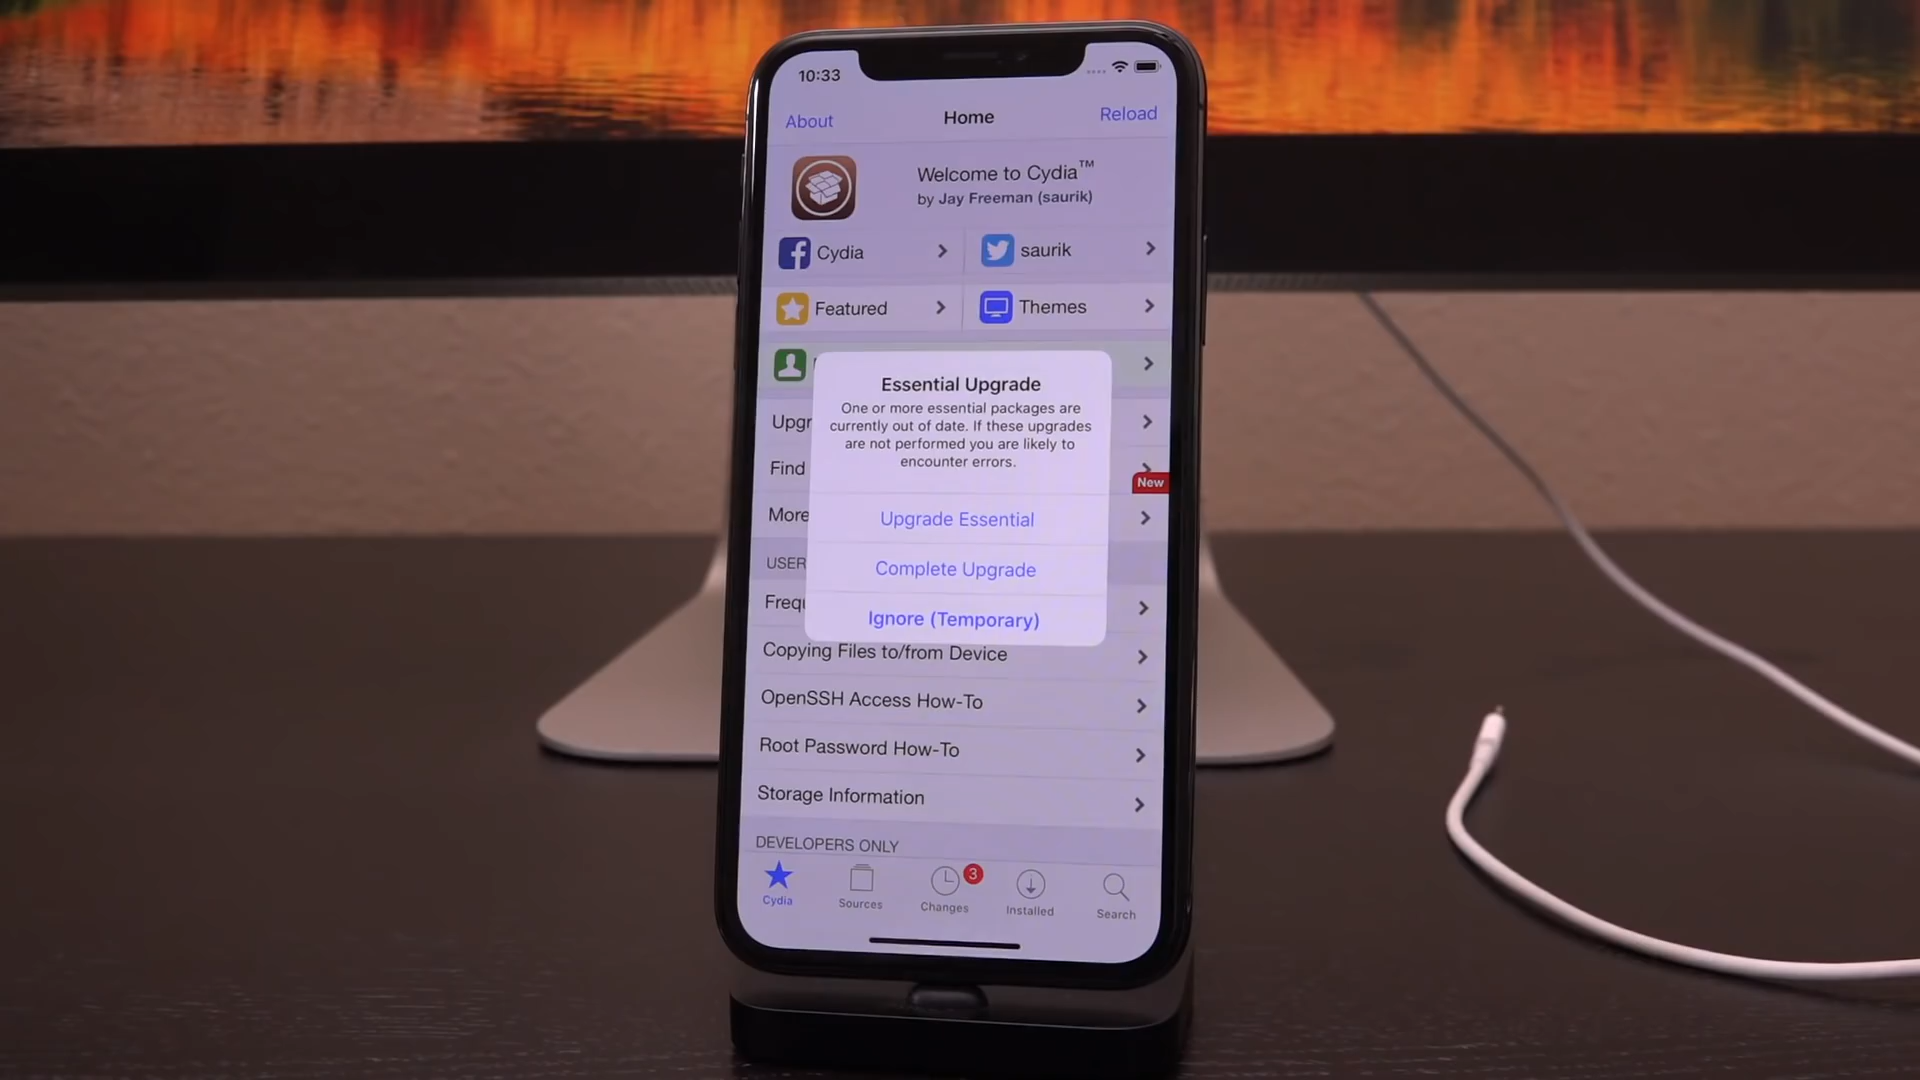 10:33
About
Home
Reload
Welcome to Cydia™
by Jay Freeman (saurik)
Cydia
saurik
Featured
Themes
Essential Upgrade
One or more essential packages are
currently out of date. If these upgrades
are not performed you are likely to
encounter errors.
Upgr
Find
New
More
Upgrade Essential
USER
Complete Upgrade
Frequ
Ignore (Temporary)
Copying Files to/from Device
OpenSSH Access How-To
Root Password How-To
Storage Information
DEVELOPERS ONLY
3
Cydia
Sources
Changes
Installed
Search